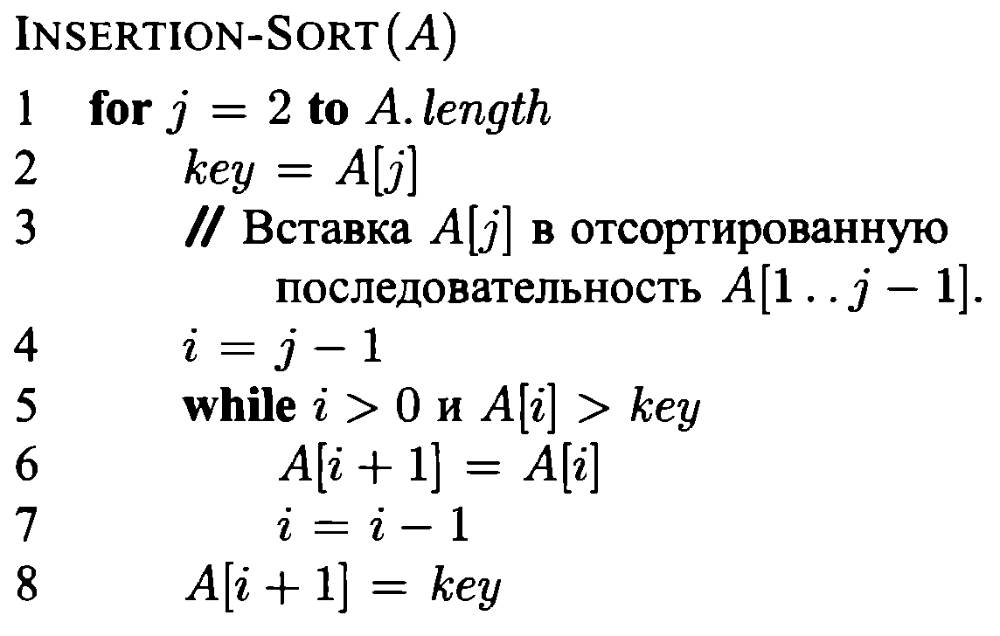 INSERTION-SORT(A)
1 for j = 2 to A.length
2 key = A[j]
3 // Вставка A[j] в отсортированную
последовательность A[1 . . j − 1].
4 i = j − 1
5 while i > 0 и A[i] > key
6 A[i + 1] = A[i]
7 i = i − 1
8 A[i + 1] = key